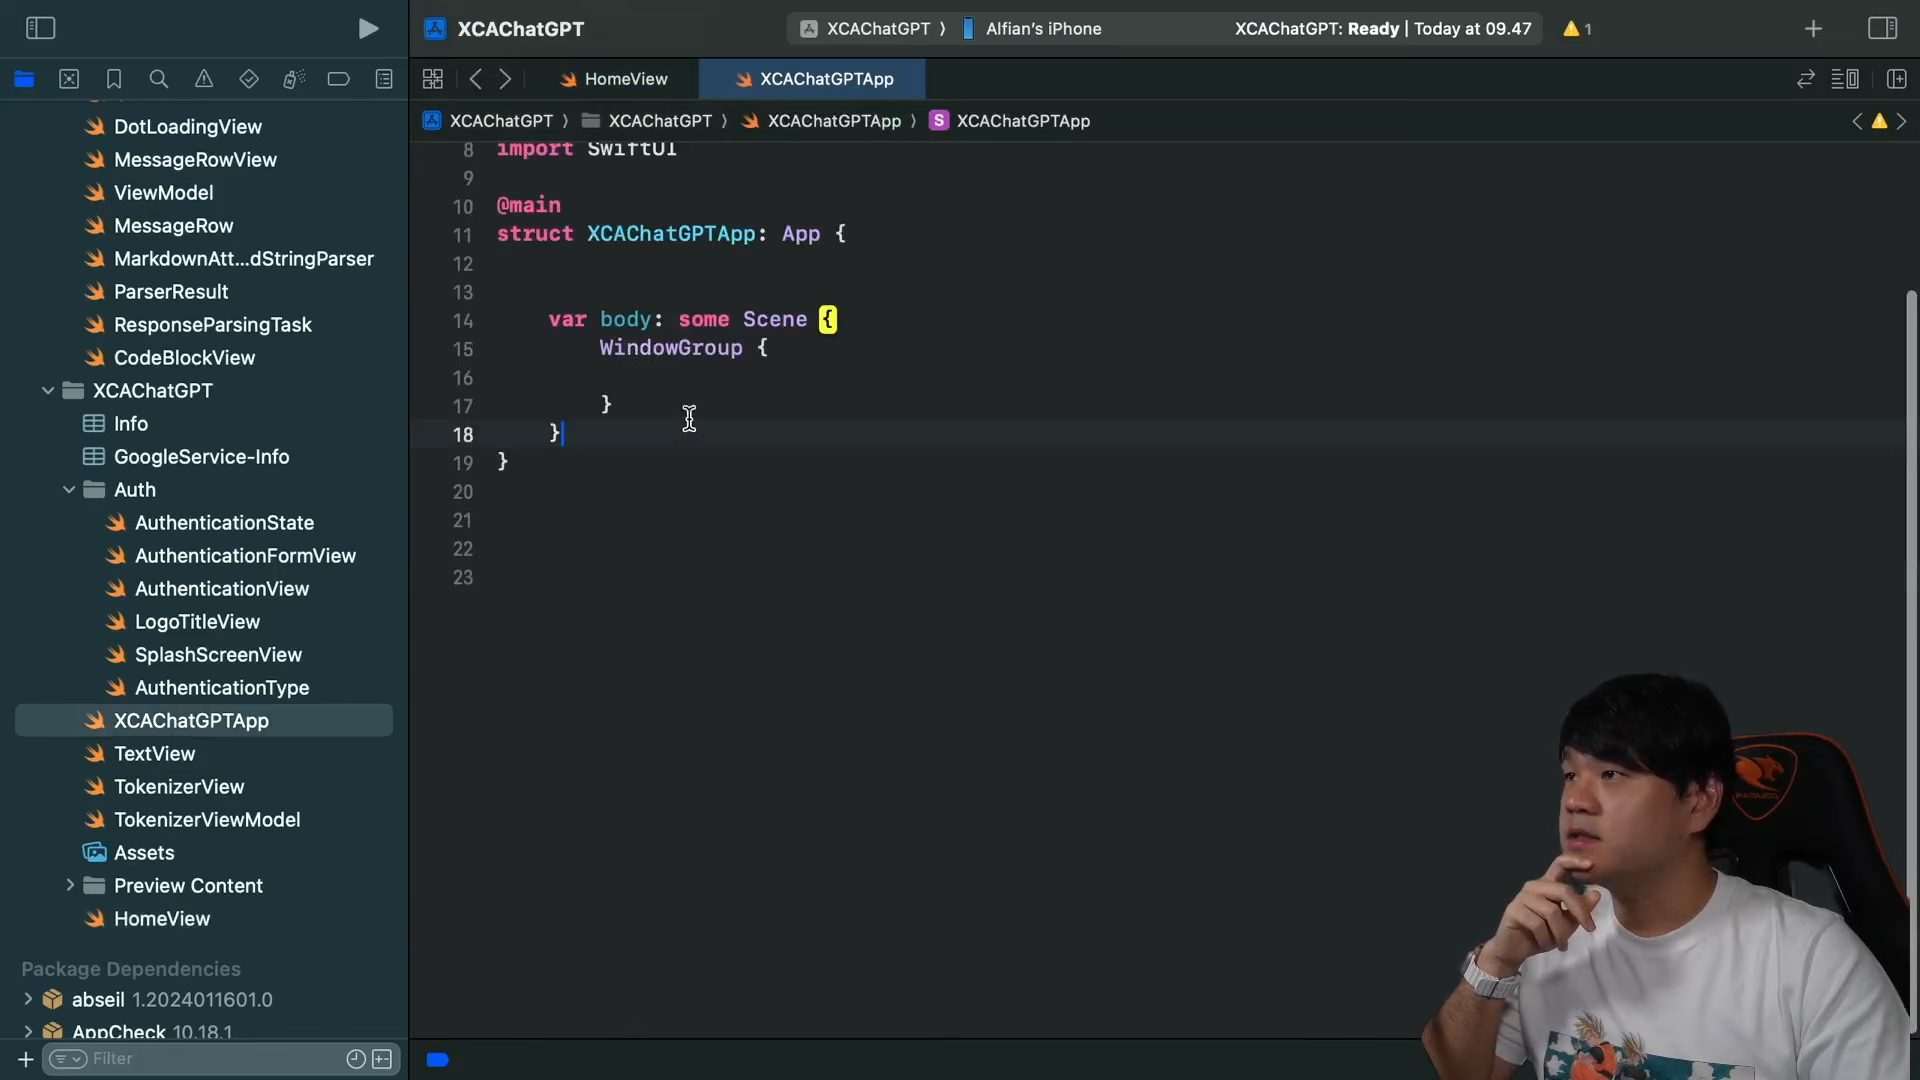 XCAChatGPT
XCAChatGPT 〉 Alfian's iPhone
XCAChatGPT: Ready | Today at 09.47
1
HomeView
XCAChatGPTApp
XCAChatGPT 〉 XCAChatGPT 〉 XCAChatGPTApp 〉 S XCAChatGPTApp
DotLoadingView
MessageRowView
ViewModel
MessageRow
MarkdownAtt...dStringParser
ParserResult
ResponseParsingTask
CodeBlockView
XCAChatGPT
Info
GoogleService-Info
Auth
AuthenticationState
AuthenticationFormView
AuthenticationView
LogoTitleView
SplashScreenView
AuthenticationType
XCAChatGPTApp
TextView
TokenizerView
TokenizerViewModel
Assets
Preview Content
HomeView
Package Dependencies
abseil 1.2024011601.0
AppCheck 10.18.1
Filter
8 import SwiftUI
9
10 @main
11 struct XCAChatGPTApp: App {
12
13
14 var body: some Scene {
15 WindowGroup {
16
17 }
18 }
19 }
20
21
22
23